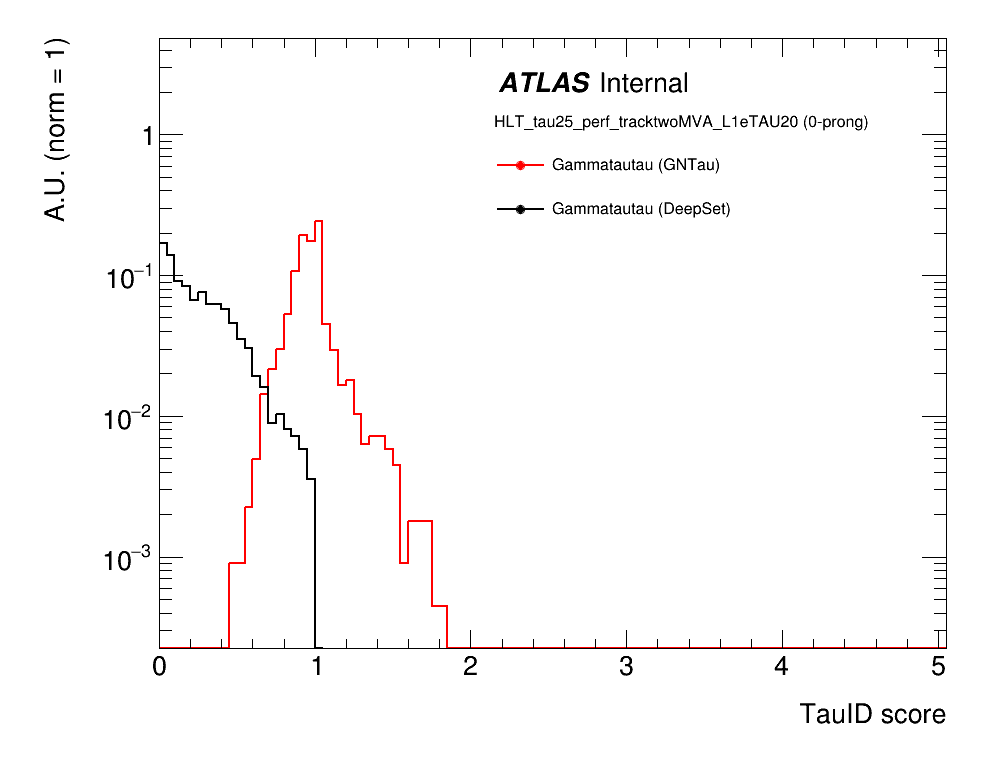 A.U. (norm = 1)
ATLAS Internal
HLT_tau25_perf_tracktwoMVA_L1eTAU20 (0-prong)
Gammatautau (GNTau)
Gammatautau (DeepSet)
1
10⁻¹
10⁻²
10⁻³
0 1 2 3 4 5
TauID score